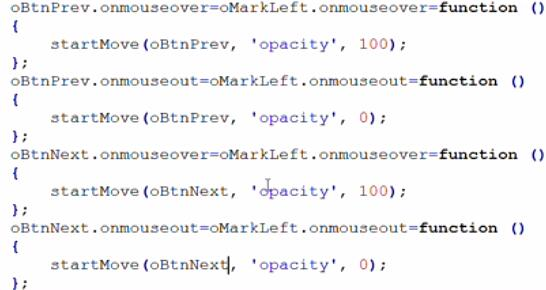 oBtnPrev.onmouseover=oMarkLeft.onmouseover=function ()
{
startMove(oBtnPrev, 'opacity', 100);
};
oBtnPrev.onmouseout=oMarkLeft.onmouseout=function ()
{
startMove(oBtnPrev, 'opacity', 0);
};
oBtnNext.onmouseover=oMarkLeft.onmouseover=function ()
{
startMove(oBtnNext, 'opacity', 100);
};
oBtnNext.onmouseout=oMarkLeft.onmouseout=function ()
{
startMove(oBtnNext, 'opacity', 0);
};